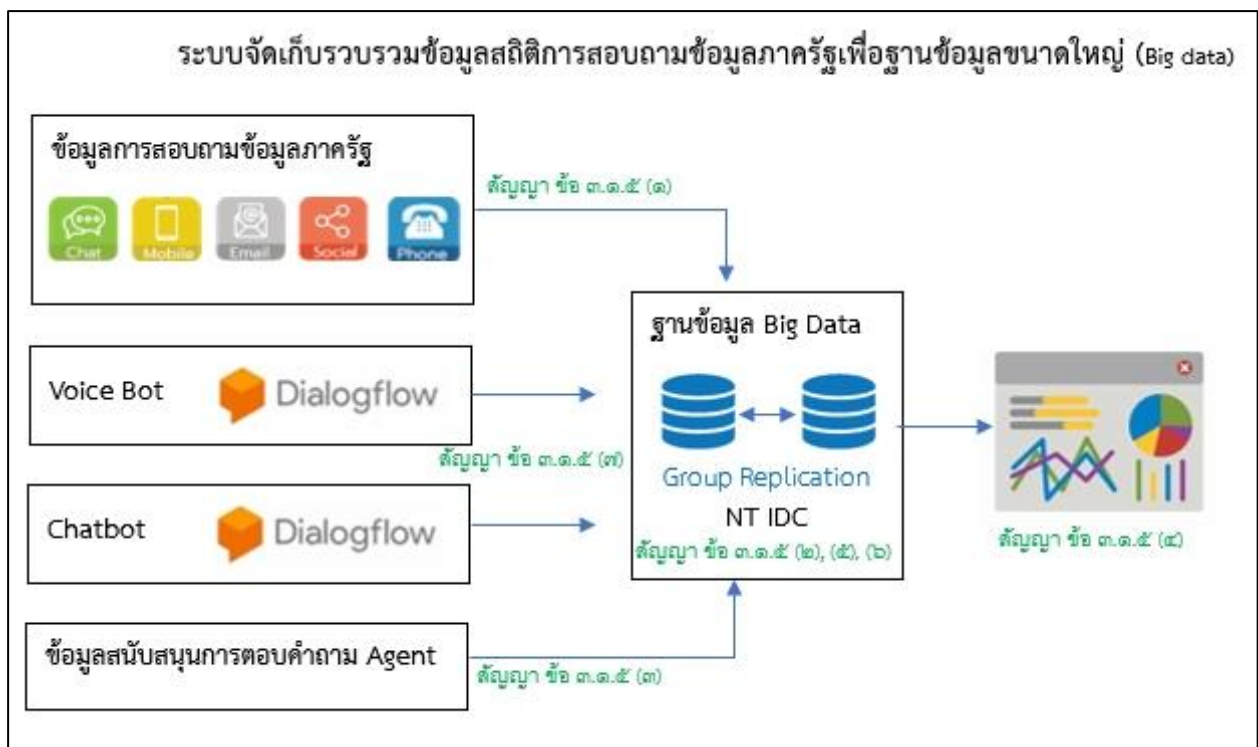 ระบบจัดเก็บรวบรวมข้อมูลสถิติการสอบถามข้อมูลภาครัฐเพื่อฐานข้อมูลขนาดใหญ่ (Big data)
ข้อมูลการสอบถามข้อมูลภาครัฐ
Chat
Mobile
Email
Social
Phone
สัญญา ข้อ ๓.๑.๕ (๑)
Voice Bot
Dialogflow
สัญญา ข้อ ๓.๑.๕ (๗)
Chatbot
Dialogflow
ข้อมูลสนับสนุนการตอบคำถาม Agent
สัญญา ข้อ ๓.๑.๕ (๓)
ฐานข้อมูล Big Data
Group Replication
NT IDC
สัญญา ข้อ ๓.๑.๕ (๒), (๕), (๖)
สัญญา ข้อ ๓.๑.๕ (๔)